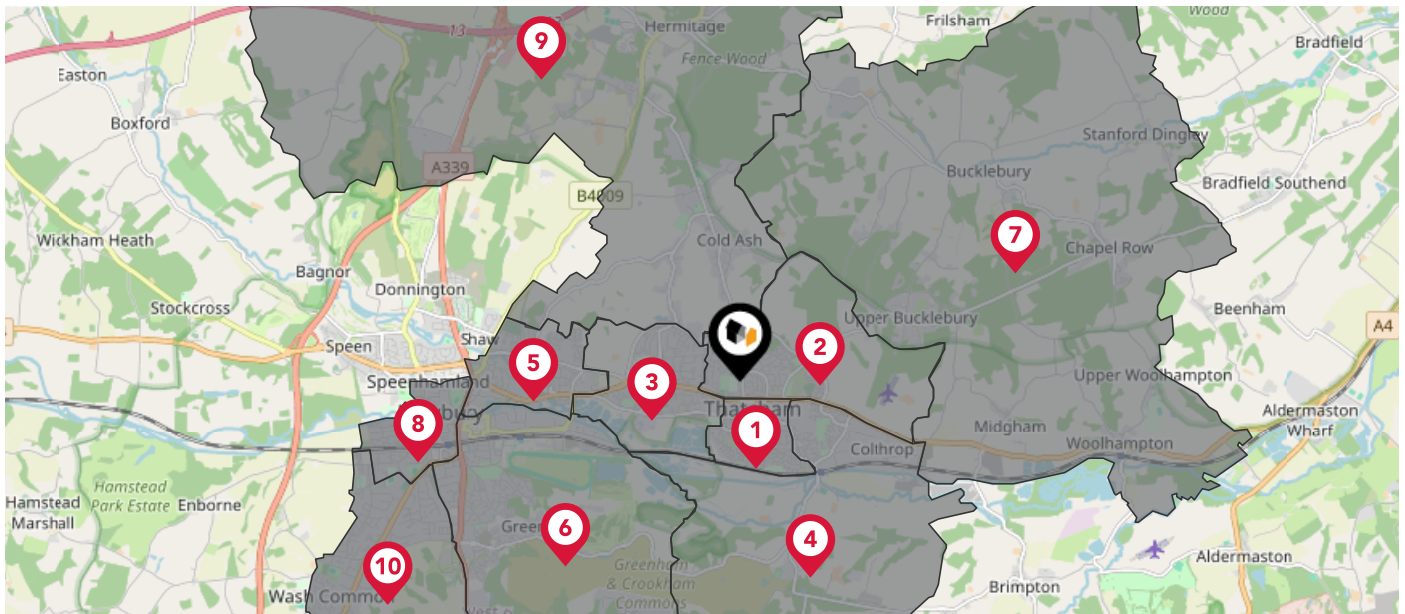 Wood
Frilsham
13
9
Hermitage
Bradfield
Fence Wood
Easton
Boxford
Stanford Dingley
A339
Bucklebury
Bradfield Southend
B4009
Wickham Heath
Cold Ash
7
Chapel Row
Bagnor
Donnington
Stockcross
Beenham
Upper Bucklebury
A4
Shaw
Speen
2
5
3
Speenhamland
Upper Woolhampton
Thatcham
Aldermaston
Wharf
8
1
Midgham
Woolhampton
Colthrop
Hamstead
Park Estate
Hamstead
Marshall
Enborne
6
4
Aldermaston
Greenham
& Crookham
Commons
10
Brimpton
Wash Common